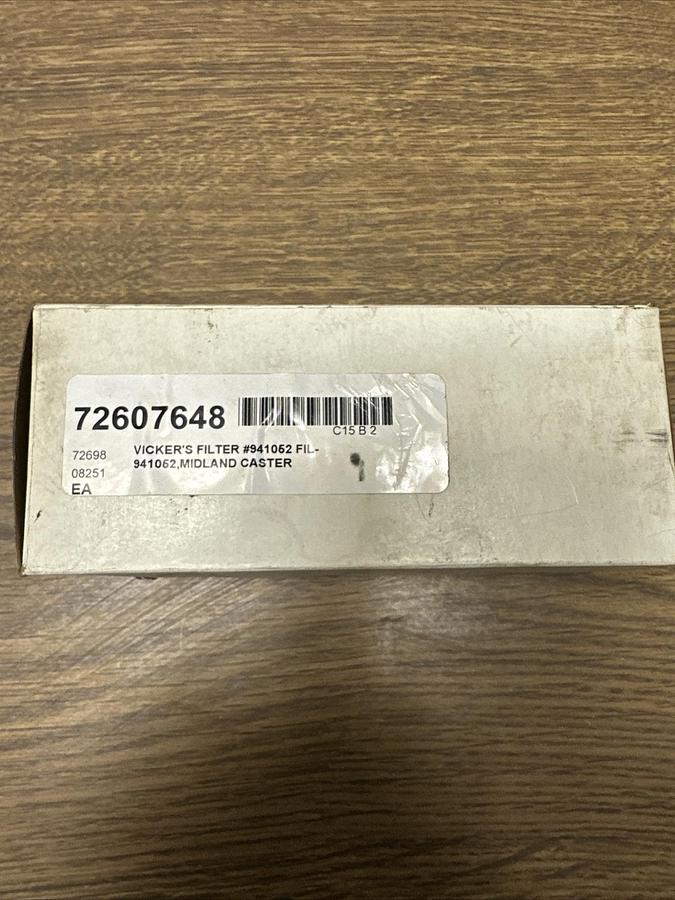 72607648
C15 B 2
72698
VICKER'S FILTER #941052 FIL-
941052,MIDLAND CASTER
08251
EA